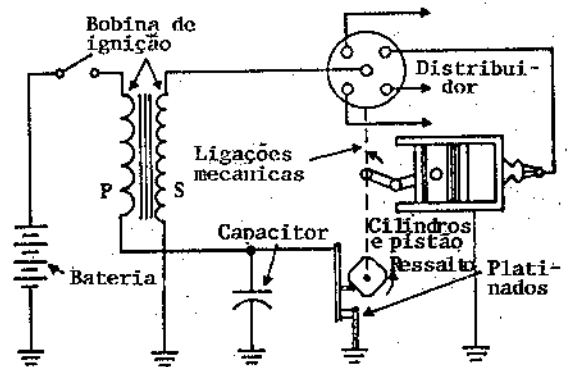 Bobina de
ignição
Distribui-
dor
Ligações
mecanicas
P
S
Capacitor
Cilindros
e pistão
Ressalto
Plati-
nados
Bateria